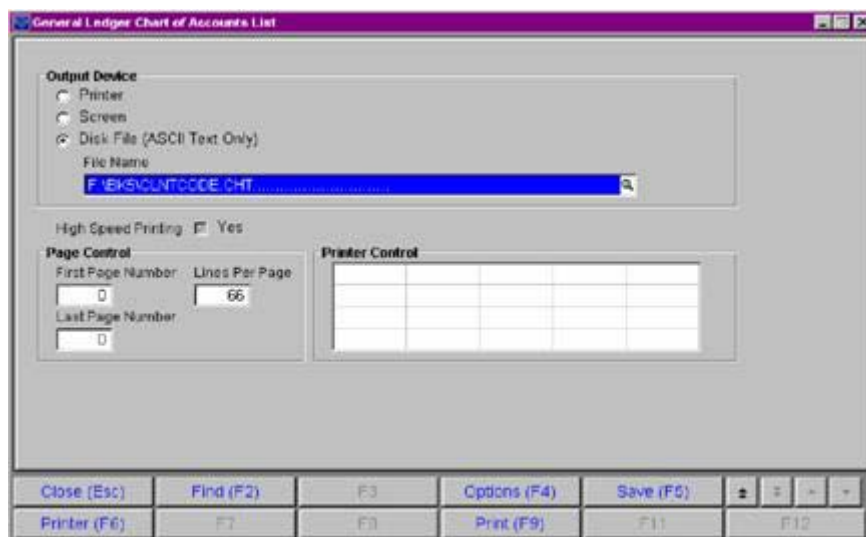 General Ledger Chart of Accounts List
Output Device
Printer
Screen
Disk File (ASCII Text Only)
File Name
F:\BKS\CLNTCODE.CHT
High Speed Printing Yes
Page Control
Printer Control
First Page Number Lines Per Page
0 66
Last Page Number
0
Close (Esc) Find (F2) F3 Options (F4) Save (F5)
Printer (F6) F7 F8 Print (F9) F11 F12